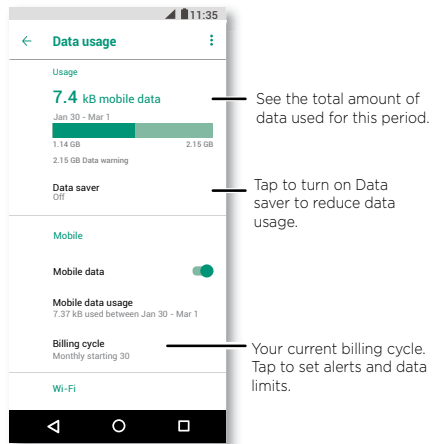 11:35
Data usage
Usage
7.4 kB mobile data
Jan 30 - Mar 1
1.14 GB
2.15 GB
2.15 GB Data warning
Data saver
Off
Mobile
Mobile data
Mobile data usage
7.37 kB used between Jan 30 - Mar 1
Billing cycle
Monthly starting 30
Wi-Fi
See the total amount of
data used for this period.
Tap to turn on Data
saver to reduce data
usage.
Your current billing cycle.
Tap to set alerts and data
limits.